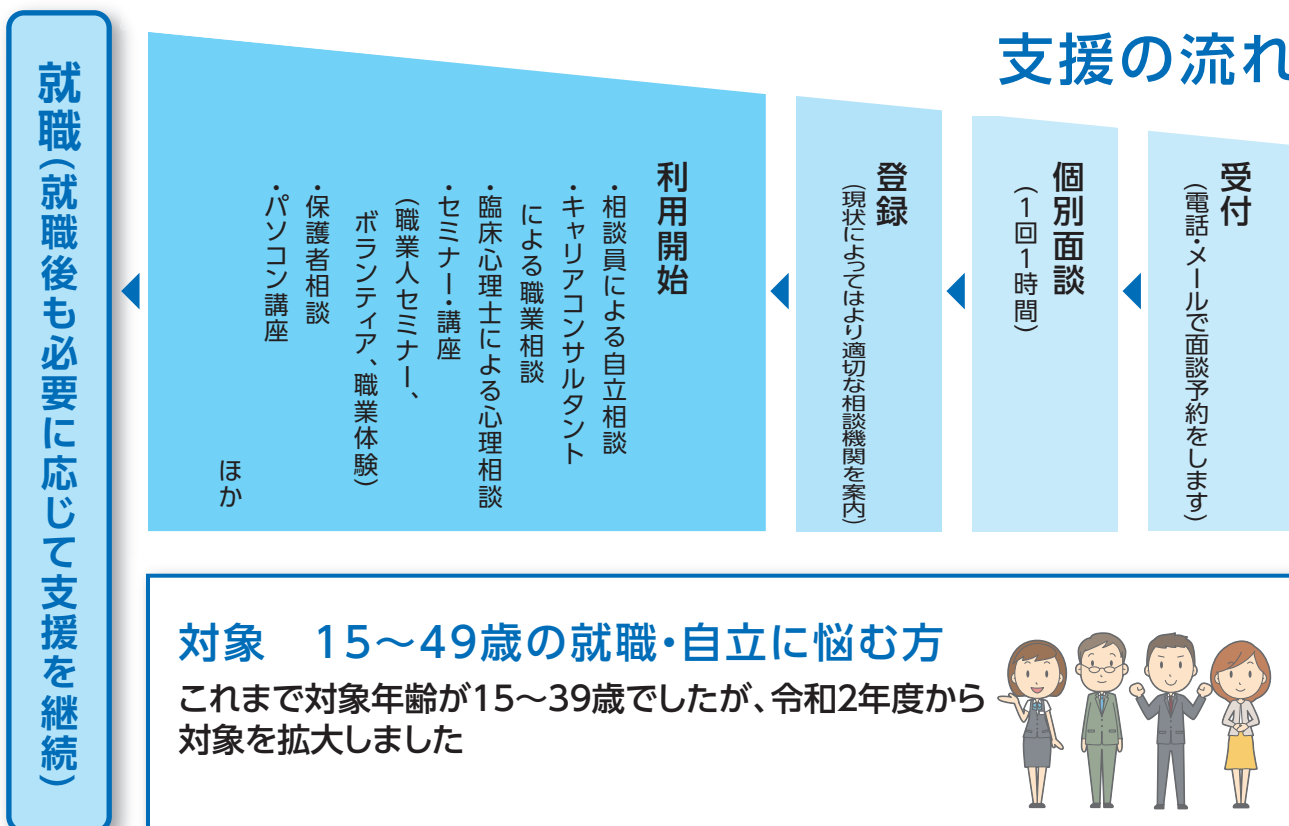 支援の流れ
受付
(電話・メールで面談予約をします)
個別面談
(1回1時間)
登録
(現状によってはより適切な相談機関を案内)
利用開始
・相談員による自立相談
・キャリアコンサルタント
による職業相談
・臨床心理士による心理相談
・セミナー・講座
(職業人セミナー、
ボランティア、職業体験)
・保護者相談
・パソコン講座
ほか
就職(就職後も必要に応じて支援を継続)
対象 15〜49歳の就職・自立に悩む方
これまで対象年齢が15〜39歳でしたが、令和2年度から
対象を拡大しました